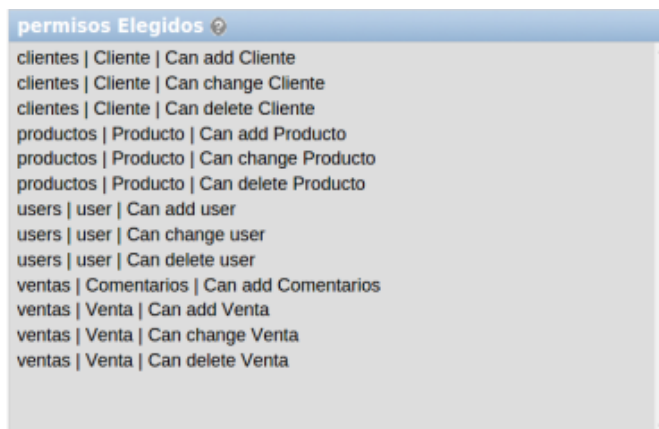 permisos Elegidos
clientes | Cliente | Can add Cliente
clientes | Cliente | Can change Cliente
clientes | Cliente | Can delete Cliente
productos | Producto | Can add Producto
productos | Producto | Can change Producto
productos | Producto | Can delete Producto
users | user | Can add user
users | user | Can change user
users | user | Can delete user
ventas | Comentarios | Can add Comentarios
ventas | Venta | Can add Venta
ventas | Venta | Can change Venta
ventas | Venta | Can delete Venta